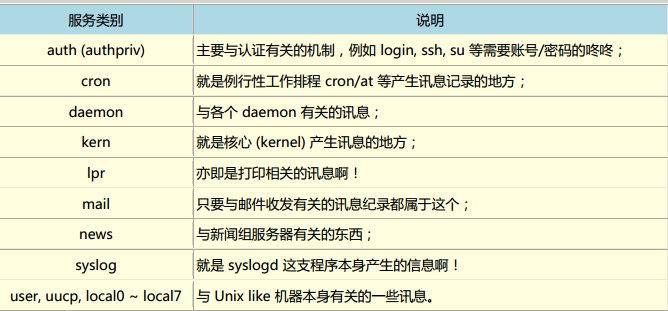 服务类别 说明
auth (authpriv) 主要与认证有关的机制，例如 login, ssh, su 等需要账号/密码的咚咚；
cron 就是例行性工作排程 cron/at 等产生讯息记录的地方；
daemon 与各个 daemon 有关的讯息；
kern 就是核心 (kernel) 产生讯息的地方；
lpr 亦即是打印相关的讯息啊！
mail 只要与邮件收发有关的讯息纪录都属于这个；
news 与新闻组服务器有关的东西；
syslog 就是 syslogd 这支程序本身产生的信息啊！
user, uucp, local0 ~ local7 与 Unix like 机器本身有关的一些讯息。